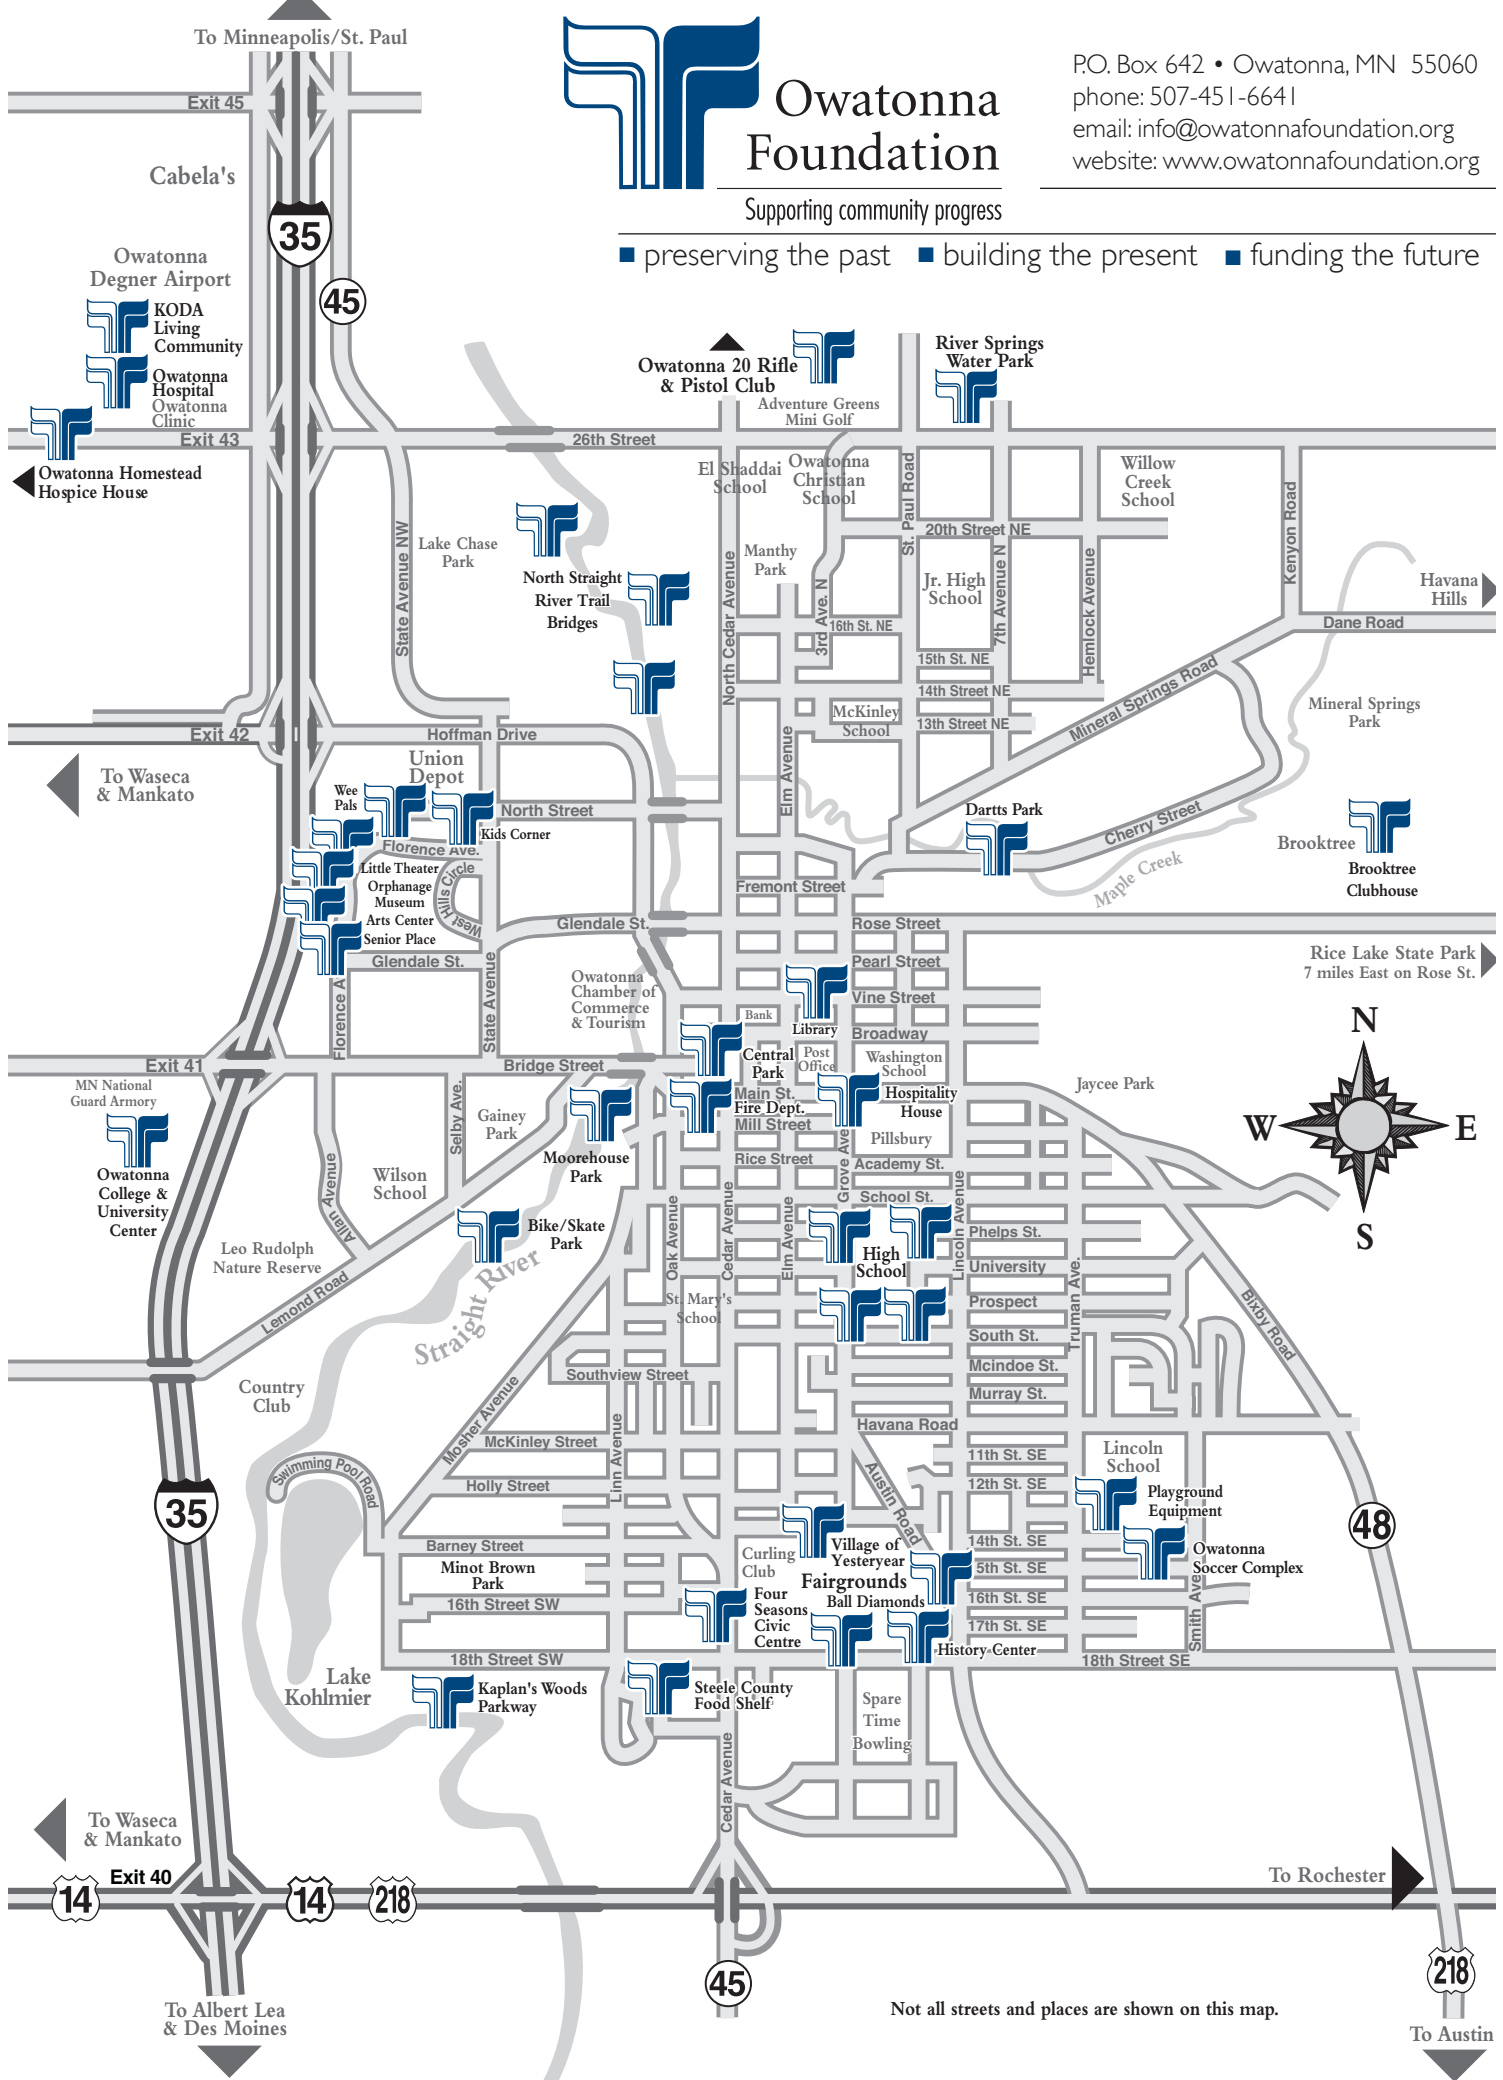 To Minneapolis/St. Paul
Exit 45
Cabela's
35
45
Owatonna
Foundation
Supporting community progress
P.O. Box 642 • Owatonna, MN 55060
phone: 507-451-6641
email: info@owatonnafoundation.org
website: www.owatonnafoundation.org
preserving the past
building the present
funding the future
Owatonna
Degner Airport
KODA
Living
Community
Owatonna
Hospital
Owatonna
Clinic
Exit 43
Owatonna Homestead
Hospice House
Owatonna 20 Rifle
& Pistol Club
Adventure Greens
Mini Golf
River Springs
Water Park
26th Street
El Shaddai
School
Owatonna
Christian
School
St. Paul Road
Willow
Creek
School
Kenyon Road
State Avenue NW
Lake Chase
Park
North Straight
River Trail
Bridges
North Cedar Avenue
Manthy
Park
3rd Ave. N
20th Street NE
Jr. High
School
7th Avenue N
Hemlock Avenue
Havana
Hills
Dane Road
16th St. NE
15th St. NE
14th Street NE
13th Street NE
McKinley
School
Mineral Springs Road
Mineral Springs
Park
Exit 42
Hoffman Drive
To Waseca
& Mankato
Union
Depot
Wee
Pals
North Street
Kids Corner
Elm Avenue
Dartts Park
Cherry Street
Maple Creek
Brooktree
Brooktree
Clubhouse
Florence Ave.
Little Theater
Orphanage
Museum
Arts Center
Senior Place
West Hills Circle
Fremont Street
Glendale St.
Rose Street
Glendale St.
Pearl Street
Rice Lake State Park
7 miles East on Rose St.
Florence A
State Avenue
Owatonna
Chamber of
Commerce
& Tourism
Vine Street
Bank
Library
Broadway
N
W
E
S
Exit 41
Bridge Street
Central
Park
Post
Office
Washington
School
Jaycee Park
MN National
Guard Armory
Owatonna
College &
University
Center
Selby Ave.
Gainey
Park
Main St.
Fire Dept.
Mill Street
Hospitality
House
Pillsbury
Moorehouse
Park
Rice Street
Grove Ave
Academy St.
Allan Avenue
Wilson
School
School St.
Bike/Skate
Park
Oak Avenue
Cedar Avenue
Elm Avenue
High
School
Lincoln Avenue
Phelps St.
University
Leo Rudolph
Nature Reserve
Lemond Road
Straight River
St. Mary's
School
Prospect
South St.
Truman Ave.
Bixby Road
Country
Club
Southview Street
Mcindoe St.
Murray St.
Mosher Avenue
Linn Avenue
Havana Road
McKinley Street
Swimming Pool Road
Holly Street
Austin Road
11th St. SE
12th St. SE
Lincoln
School
Playground
Equipment
35
48
Barney Street
Minot Brown
Park
16th Street SW
Curling
Club
Village of
Yesteryear
14th St. SE
5th St. SE
Owatonna
Soccer Complex
Fairgrounds
Ball Diamonds
Four
Seasons
Civic
Centre
16th St. SE
17th St. SE
Smith Ave
History Center
18th Street SW
18th Street SE
Lake
Kohlmier
Kaplan's Woods
Parkway
Steele County
Food Shelf
Spare
Time
Bowling
Cedar Avenue
To Waseca
& Mankato
Exit 40
14
14
218
To Rochester
218
45
To Albert Lea
& Des Moines
Not all streets and places are shown on this map.
To Austin